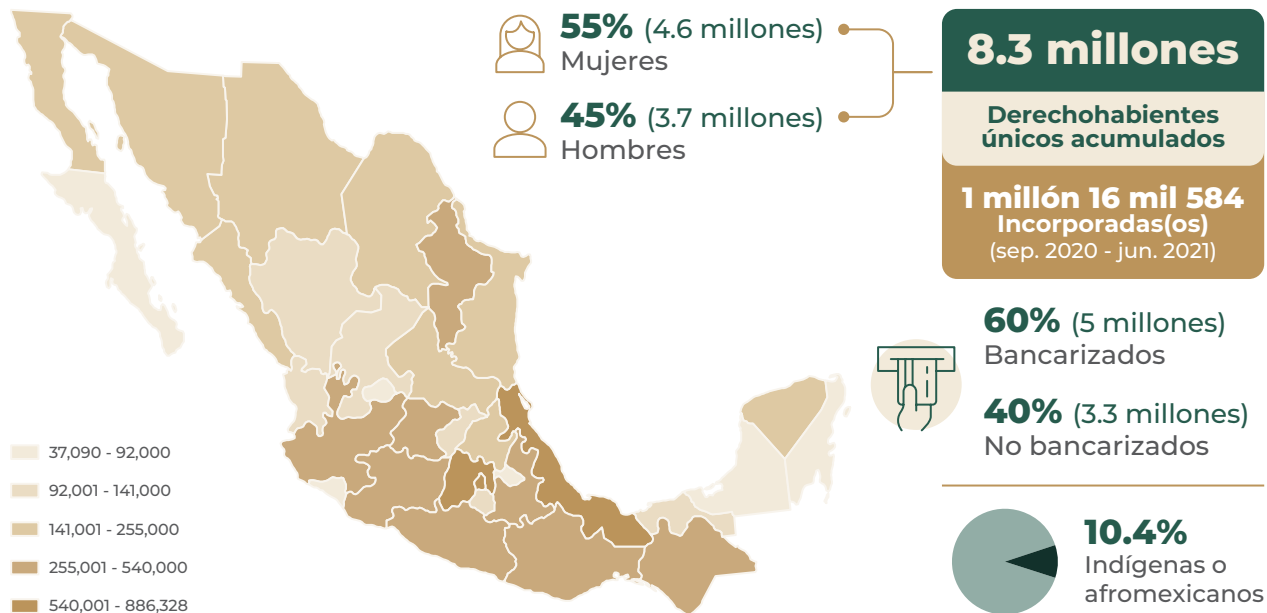 55% (4.6 millones)
Mujeres
45% (3.7 millones)
Hombres
8.3 millones
Derechohabientes
únicos acumulados
1 millón 16 mil 584
Incorporadas(os)
(sep. 2020 - jun. 2021)
60% (5 millones)
Bancarizados
40% (3.3 millones)
No bancarizados
10.4%
Indígenas o
afromexicanos
37,090 - 92,000
92,001 - 141,000
141,001 - 255,000
255,001 - 540,000
540,001 - 886,328